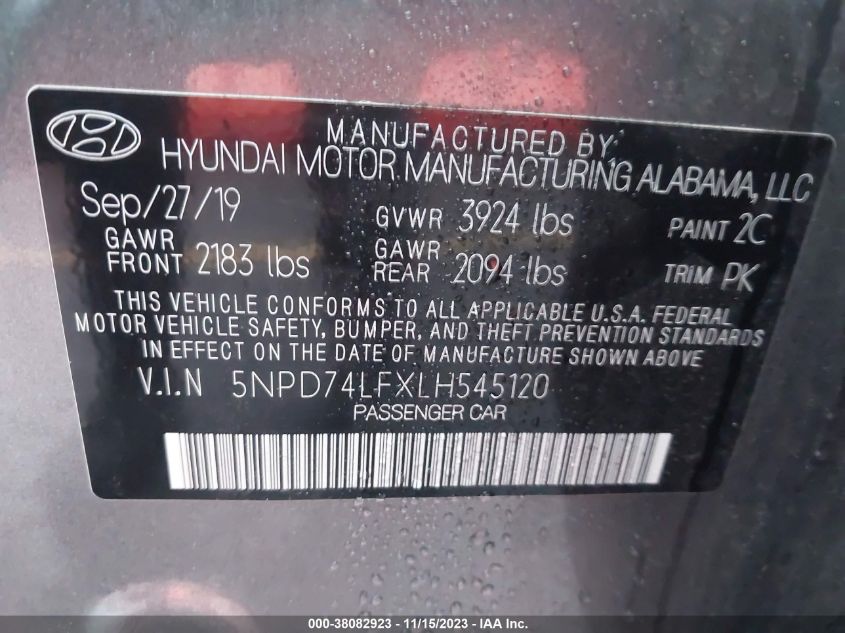 MANUFACTURED BY:
HYUNDAI MOTOR MANUFACTURING ALABAMA, LLC
Sep/27/19 GVWR 3924 lbs PAINT 2C
GAWR FRONT 2183 lbs GAWR REAR 2094 lbs TRIM PK
THIS VEHICLE CONFORMS TO ALL APPLICABLE U.S.A. FEDERAL
MOTOR VEHICLE SAFETY, BUMPER, AND THEFT PREVENTION STANDARDS
IN EFFECT ON THE DATE OF MANUFACTURE SHOWN ABOVE.
V.I.N 5NPD74LFXLH545120
PASSENGER CAR
000-38082923 - 11/15/2023 - IAA Inc.